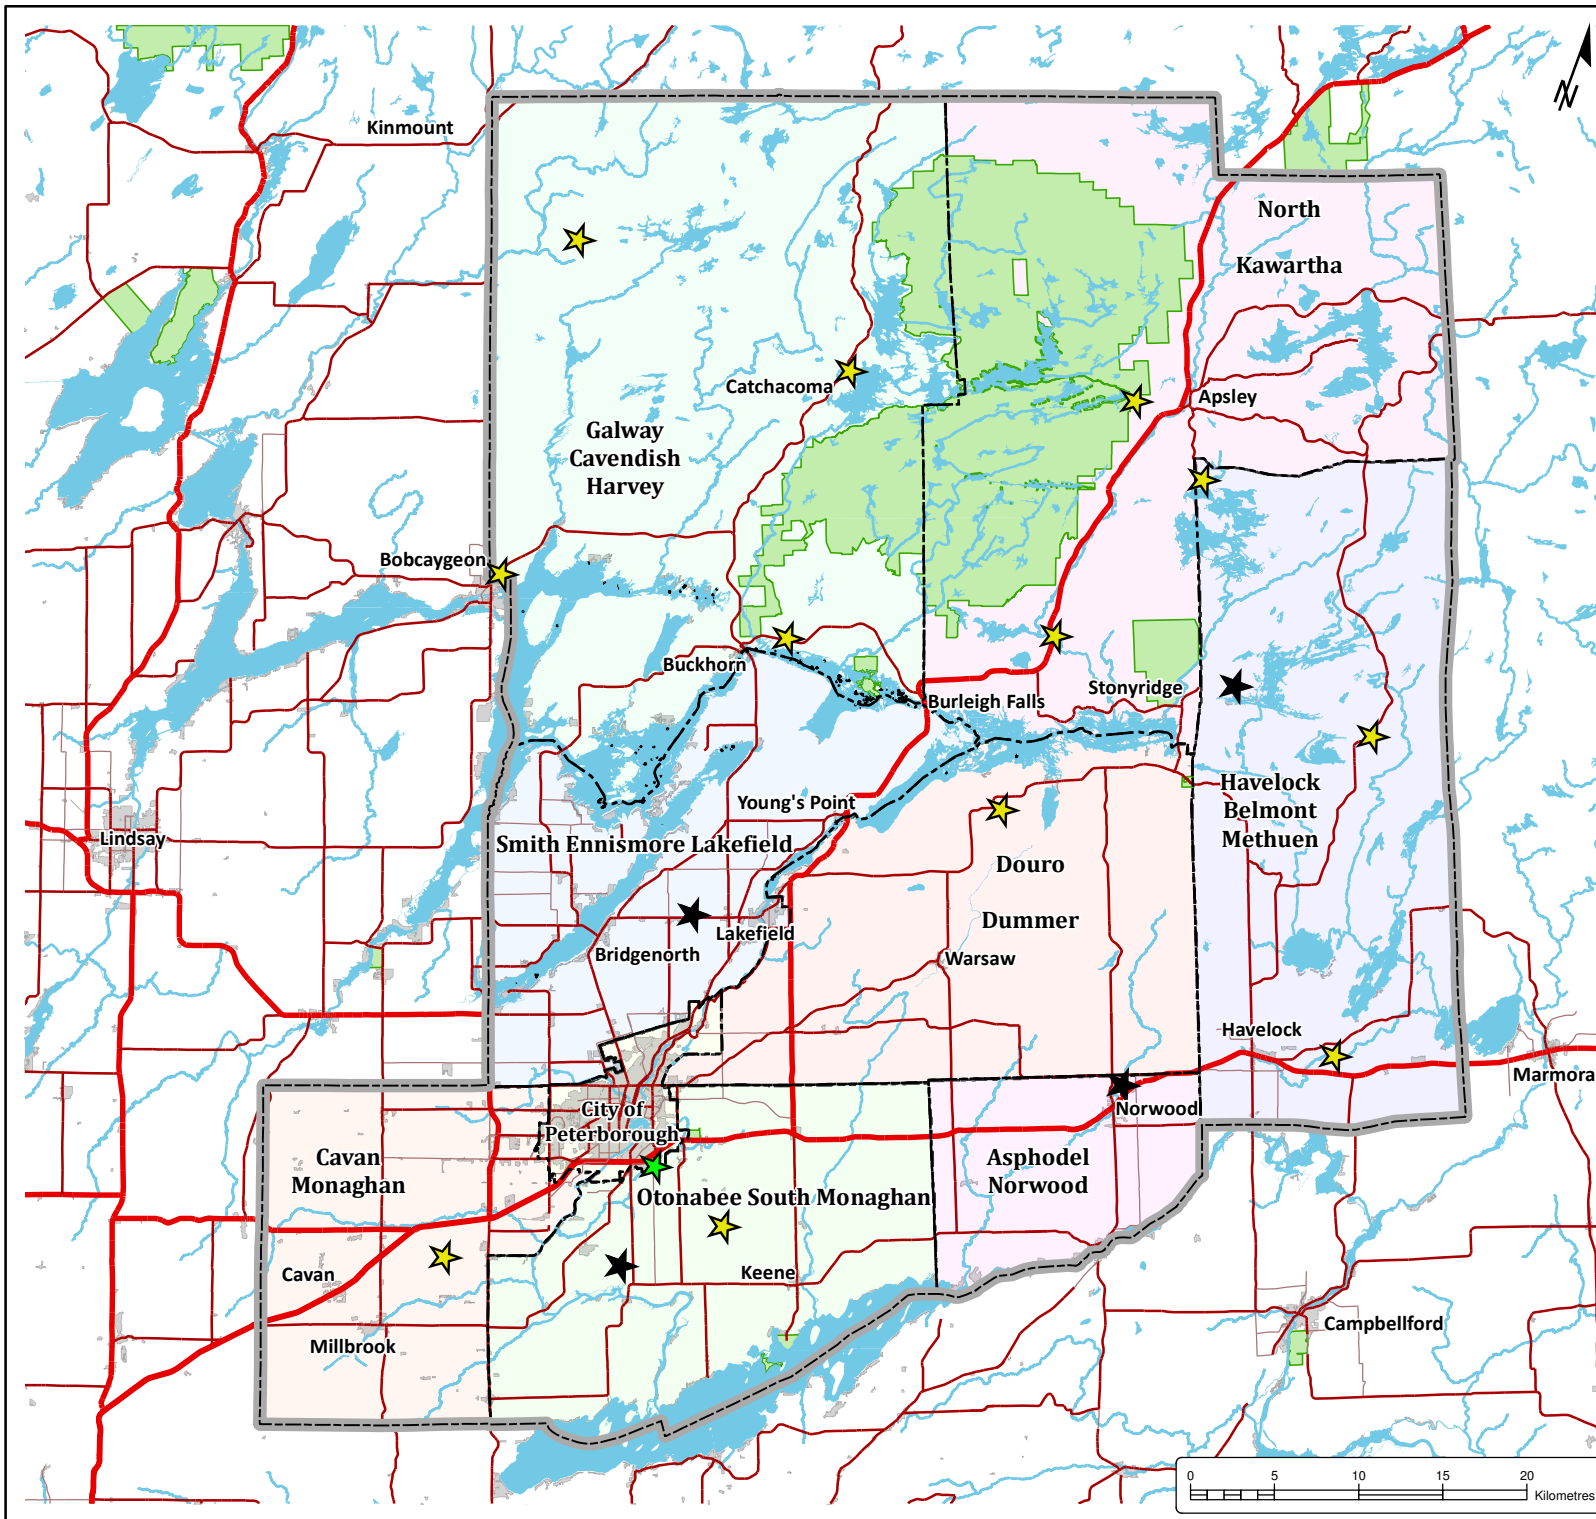 N
Kinmount
North
Kawartha
Catchacoma
Apsley
Galway
Cavendish
Harvey
Bobcaygeon
Buckhorn
Stonyridge
Burleigh Falls
Young's Point
Havelock
Belmont
Methuen
Lindsay
Smith Ennismore Lakefield
Douro
Dummer
Lakefield
Bridgenorth
Warsaw
Havelock
Marmora
City of
Peterborough
Norwood
Cavan
Monaghan
Asphodel
Norwood
Otonabee South Monaghan
Cavan
Keene
Millbrook
Campbellford
0 5 10 15 20
Kilometres